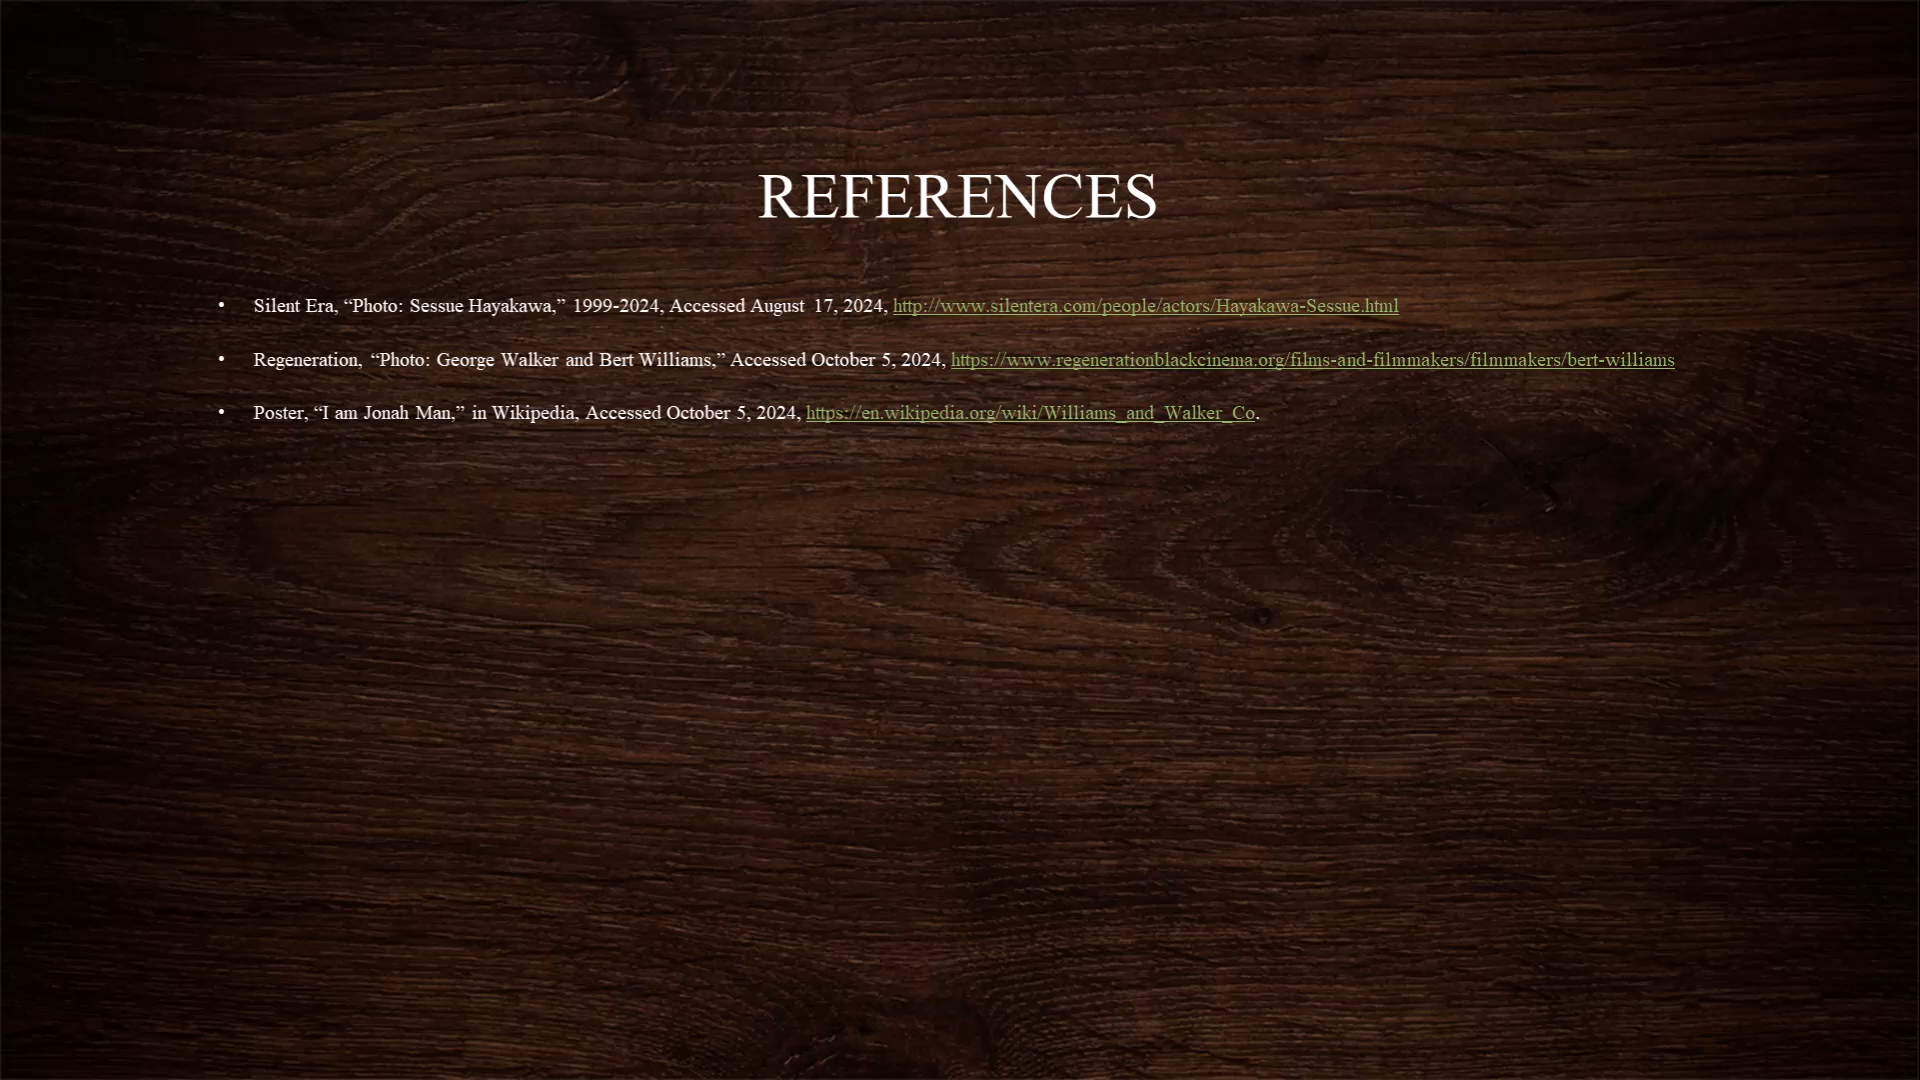 REFERENCES
• Silent Era, “Photo: Sessue Hayakawa,” 1999-2024, Accessed August 17, 2024, http://www.silentera.com/people/actors/Hayakawa-Sessue.html
• Regeneration, “Photo: George Walker and Bert Williams,” Accessed October 5, 2024, https://www.regenerationblackcinema.org/films-and-filmmakers/filmmakers/bert-williams
• Poster, “I am Jonah Man,” in Wikipedia, Accessed October 5, 2024, https://en.wikipedia.org/wiki/Williams_and_Walker_Co.